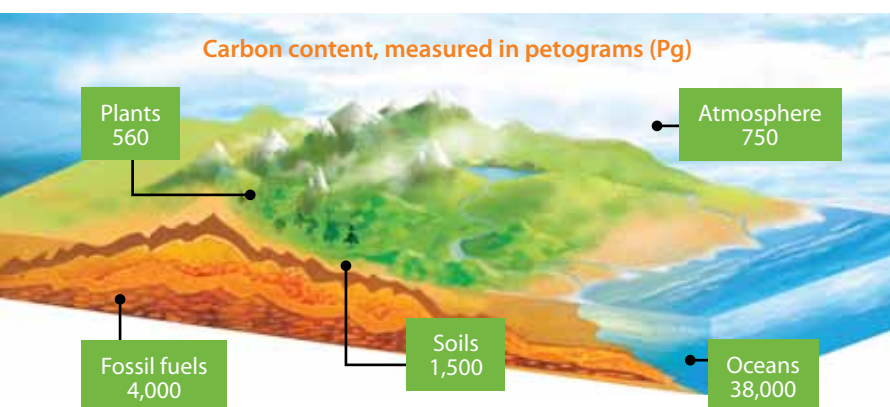 Carbon content, measured in petograms (Pg)
Plants
560
Atmosphere
750
Soils
1,500
Fossil fuels
4,000
Oceans
38,000